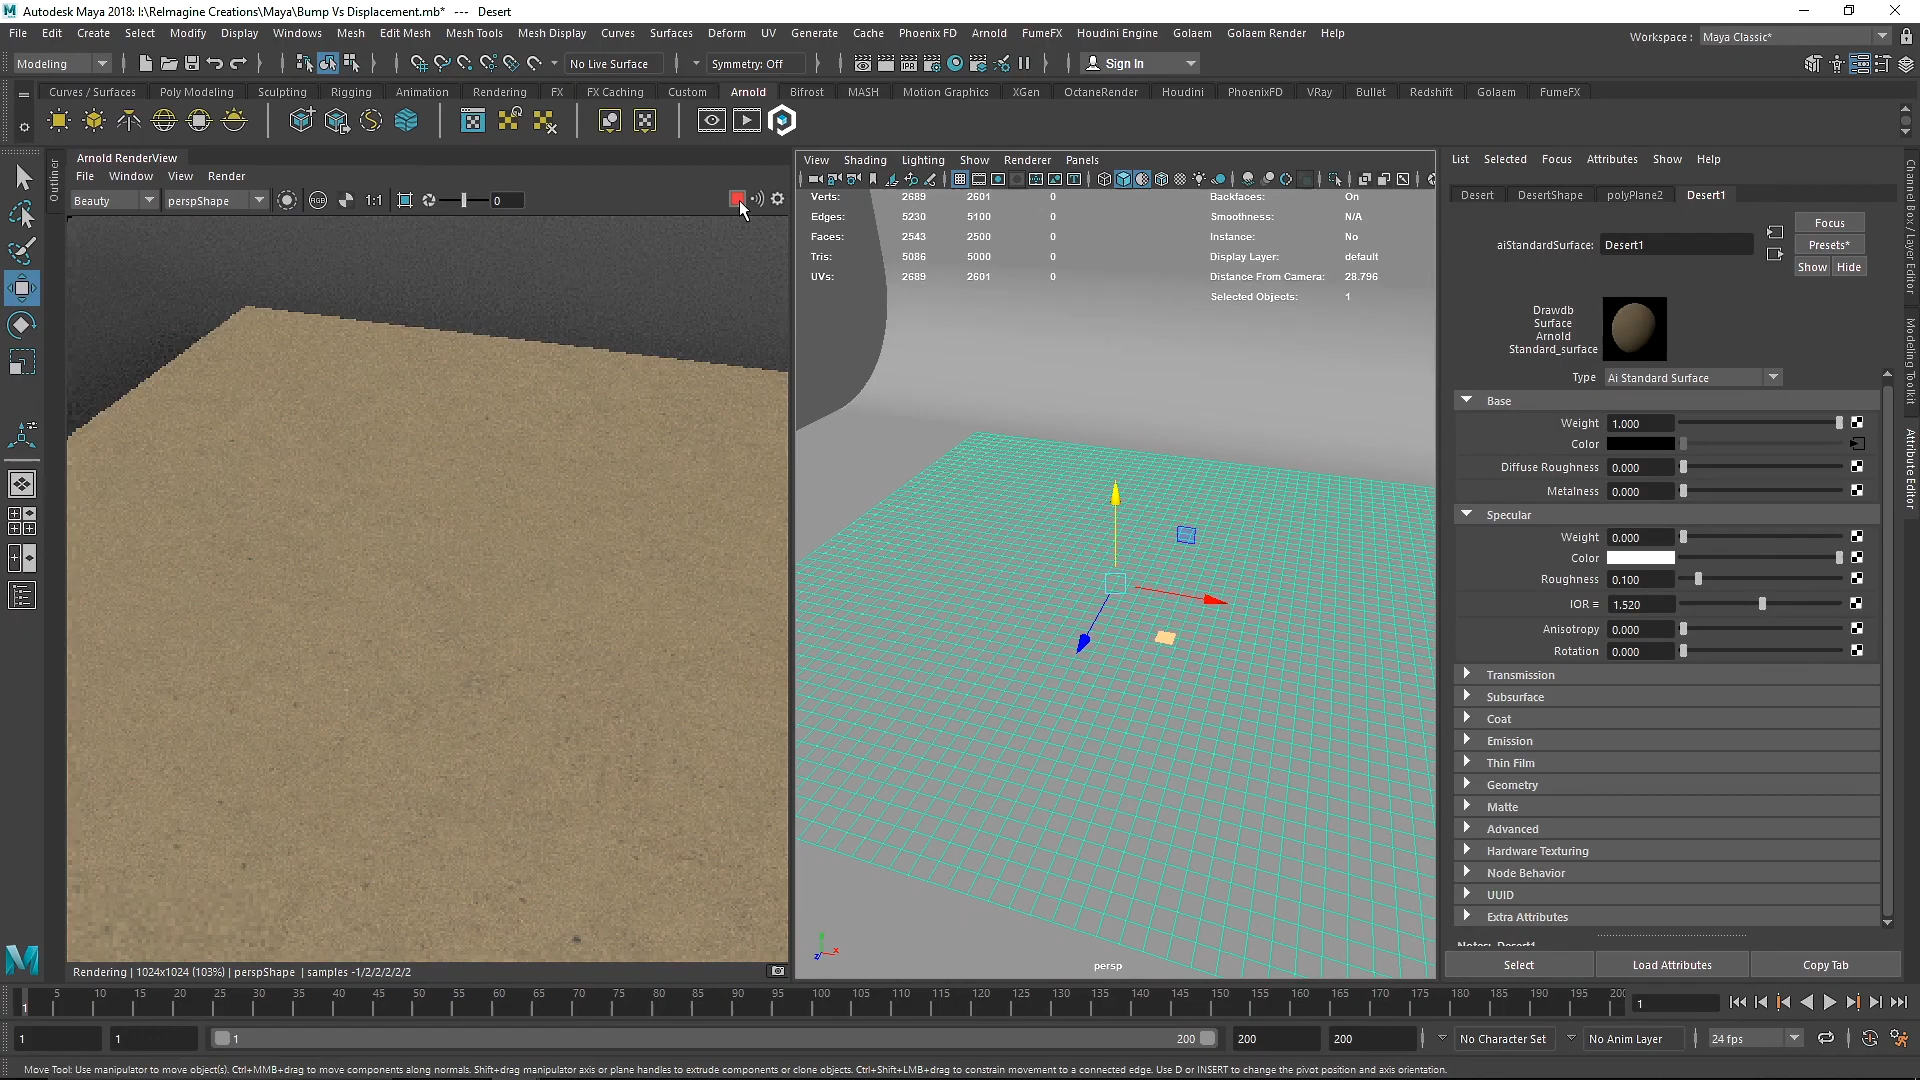 Autodesk Maya 2018: I:\ReImagine Creations\Maya\Bump Vs Displacement.mb* --- Desert
File Edit Create Select Modify Display Windows Mesh Edit Mesh Mesh Tools Mesh Display Curves Surfaces Deform UV Generate Cache Phoenix FD Arnold FumeFX Houdini Engine Golaem Golaem Render Help
Workspace : Maya Classic*
Modeling No Live Surface Symmetry: Off Sign In
Curves / Surfaces Poly Modeling Sculpting Rigging Animation Rendering FX FX Caching Custom Arnold Bifrost MASH Motion Graphics XGen OctaneRender Houdini PhoenixFD VRay Bullet Redshift Golaem FumeFX
Outliner
Arnold RenderView
File Window View Render
Beauty perspShape 1:1 0
Rendering | 1024x1024 (103%) | perspShape | samples -1/2/2/2/2/2
View Shading Lighting Show Renderer Panels
Verts: 2689 2601 0 Backfaces: On
Edges: 5230 5100 0 Smoothness: N/A
Faces: 2543 2500 0 Instance: No
Tris: 5086 5000 0 Display Layer: default
UVs: 2689 2601 0 Distance From Camera: 28.796
Selected Objects: 1
persp
List Selected Focus Attributes Show Help
Desert DesertShape polyPlane2 Desert1
Focus
aiStandardSurface: Desert1 Presets*
Show Hide
Drawdb
Surface
Arnold
Standard_surface
Type Ai Standard Surface
Base
Weight 1.000
Color
Diffuse Roughness 0.000
Metalness 0.000
Specular
Weight 0.000
Color
Roughness 0.100
IOR 1.520
Anisotropy 0.000
Rotation 0.000
Transmission
Subsurface
Coat
Emission
Thin Film
Geometry
Matte
Advanced
Hardware Texturing
Node Behavior
UUID
Extra Attributes
Notes: Desert1
Select Load Attributes Copy Tab
Channel Box / Layer Editor
Modeling Toolkit
Attribute Editor
1 5 10 15 20 25 30 35 40 45 50 55 60 65 70 75 80 85 90 95 100 105 110 115 120 125 130 135 140 145 150 155 160 165 170 175 180 185 190 195 200 1
1 1 1 200 200 200 No Character Set No Anim Layer 24 fps
Move Tool: Use manipulator to move object(s). Ctrl+MMB+drag to move components along normals. Shift+drag manipulator axis or plane handles to extrude components or clone objects. Ctrl+Shift+LMB+drag to constrain movement to a connected edge. Use D or INSERT to change the pivot position and axis orientation.